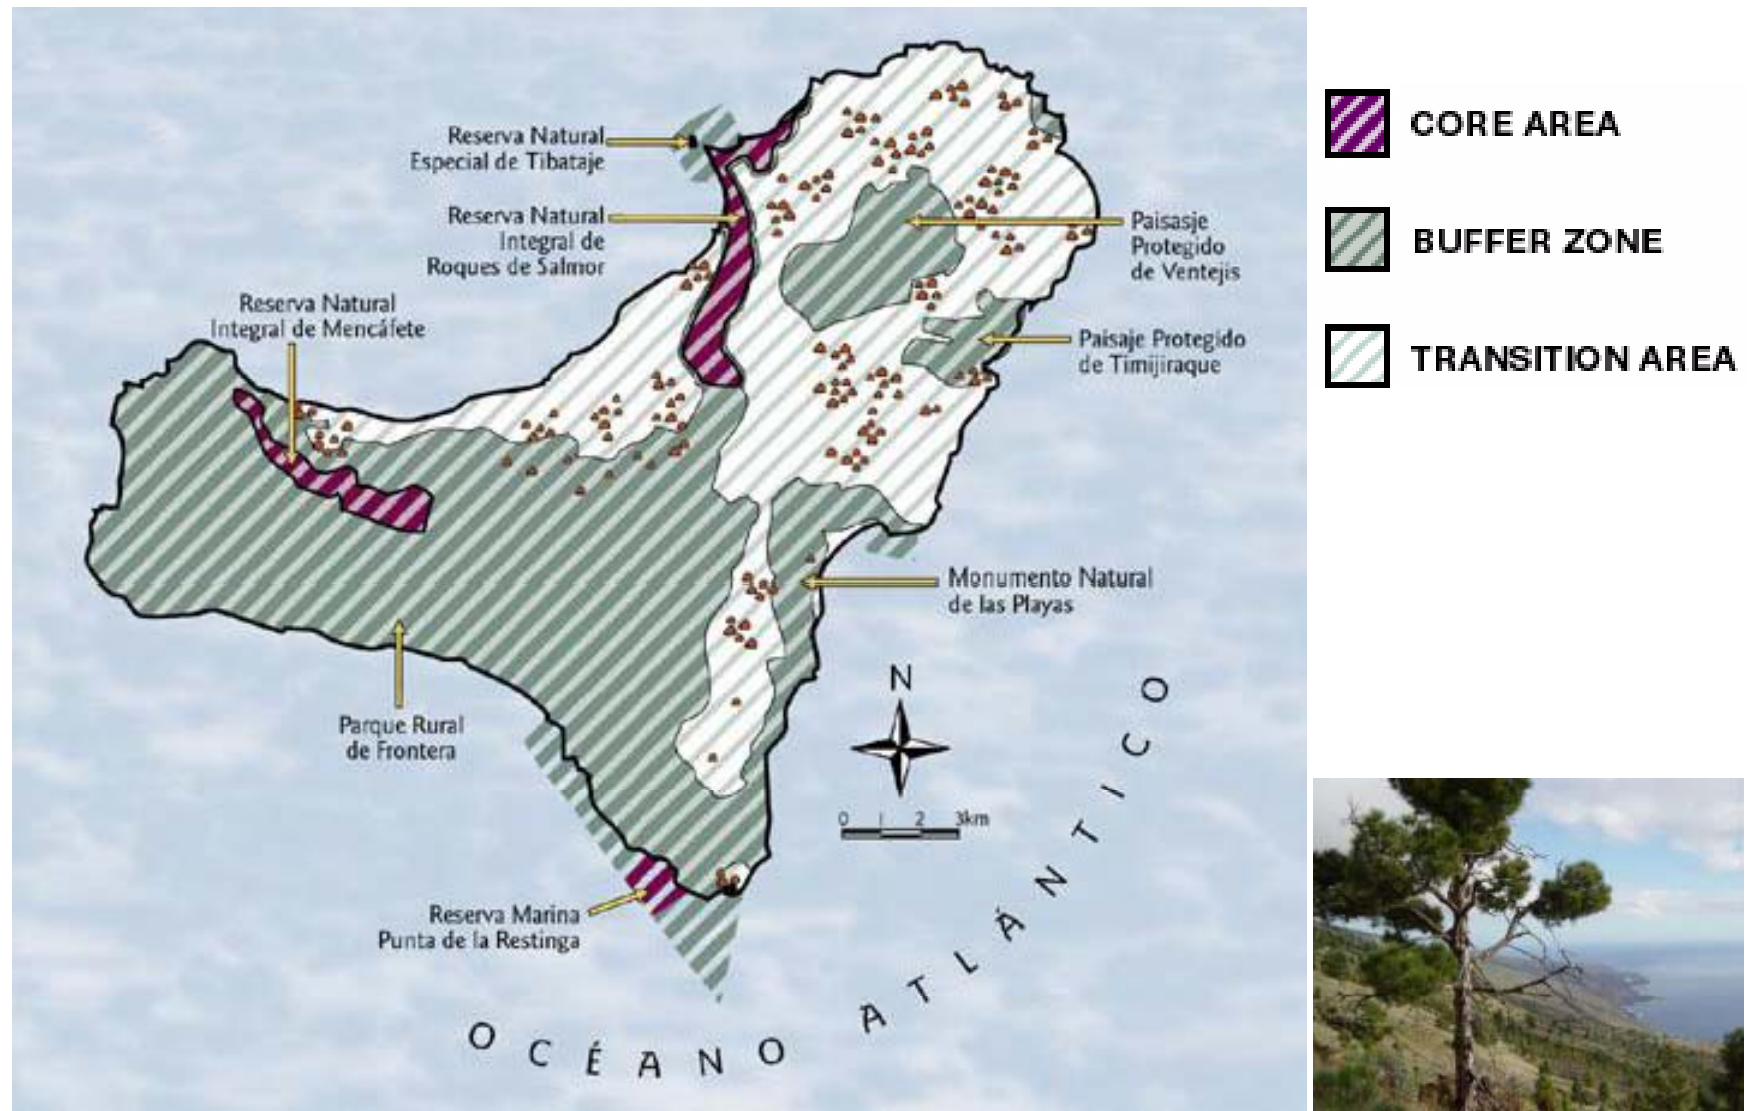 Reserva Natural
Especial de Tibataje
Reserva Natural
Integral de
Roques de Salmor
Reserva Natural
Integral de Mencáfete
Paisasje
Protegido
de Ventejis
Paisaje Protegido
de Timijiraque
Monumento Natural
de las Playas
Parque Rural
de Frontera
Reserva Marina
Punta de la Restinga
N
0 1 2 3km
OCÉANO ATLÁNTICO
CORE AREA
BUFFER ZONE
TRANSITION AREA